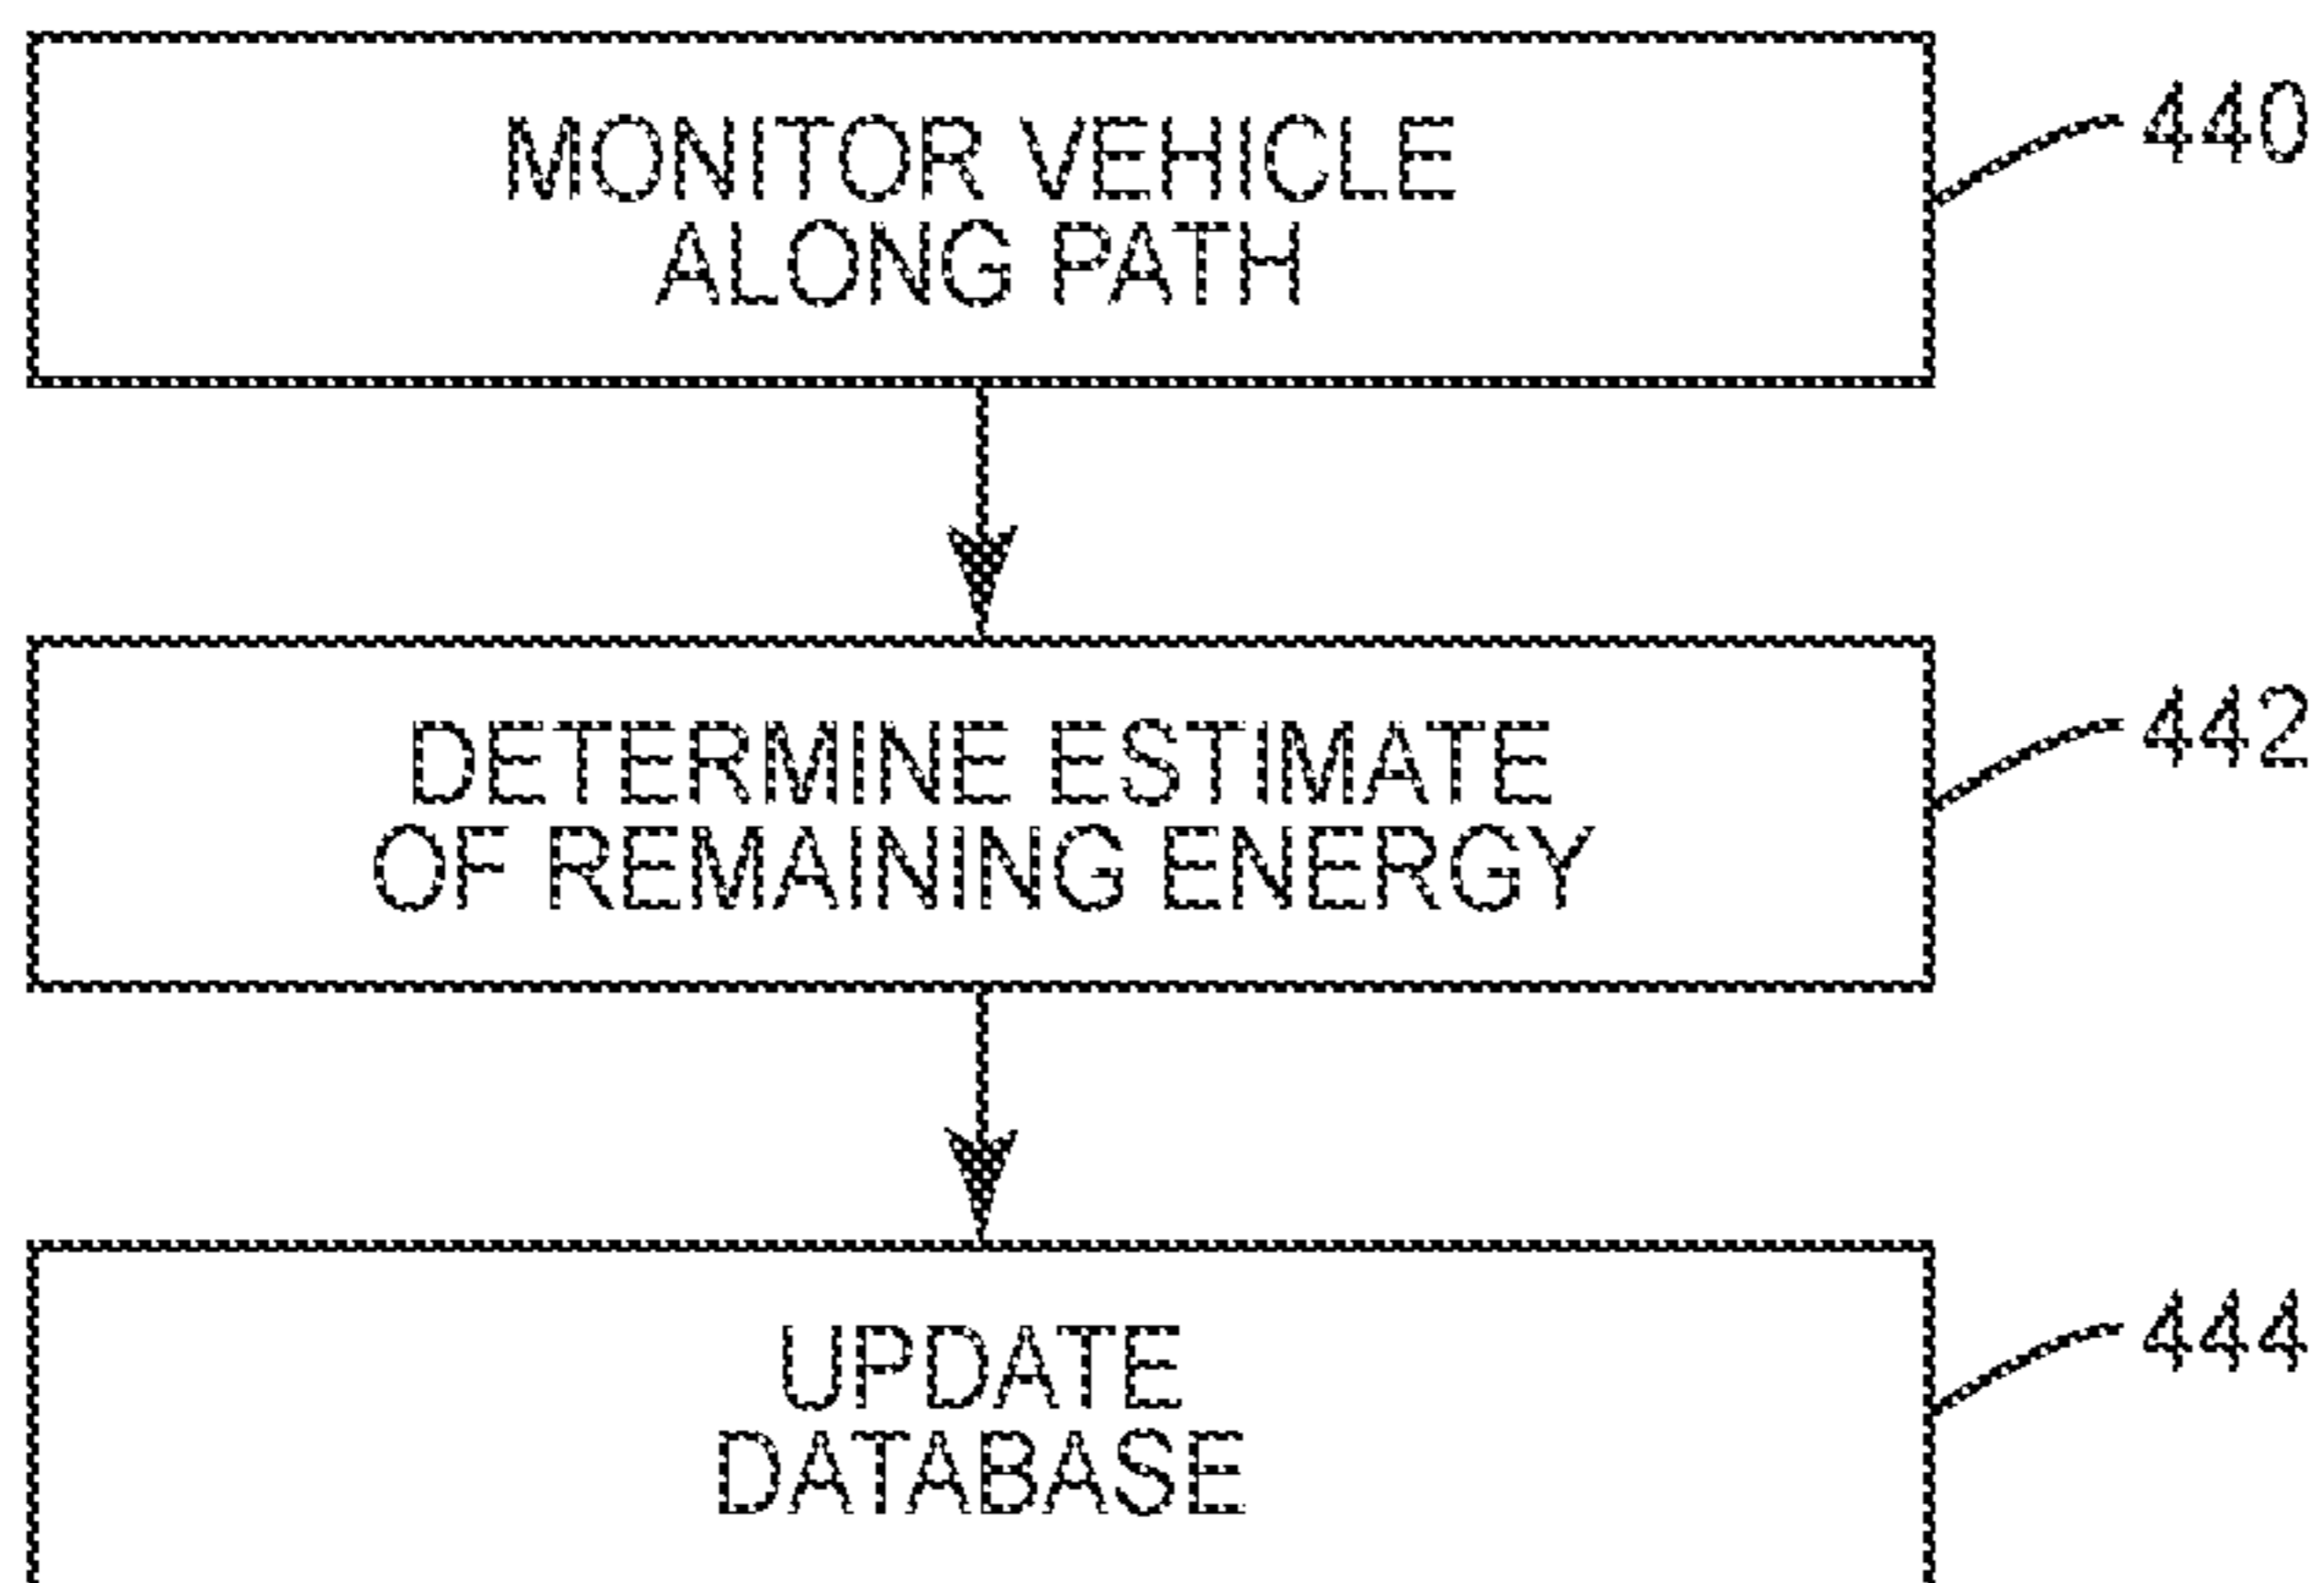 MONITOR VEHICLE
ALONG PATH
440
DETERMINE ESTIMATE
OF REMAINING ENERGY
442
UPDATE
DATABASE
444